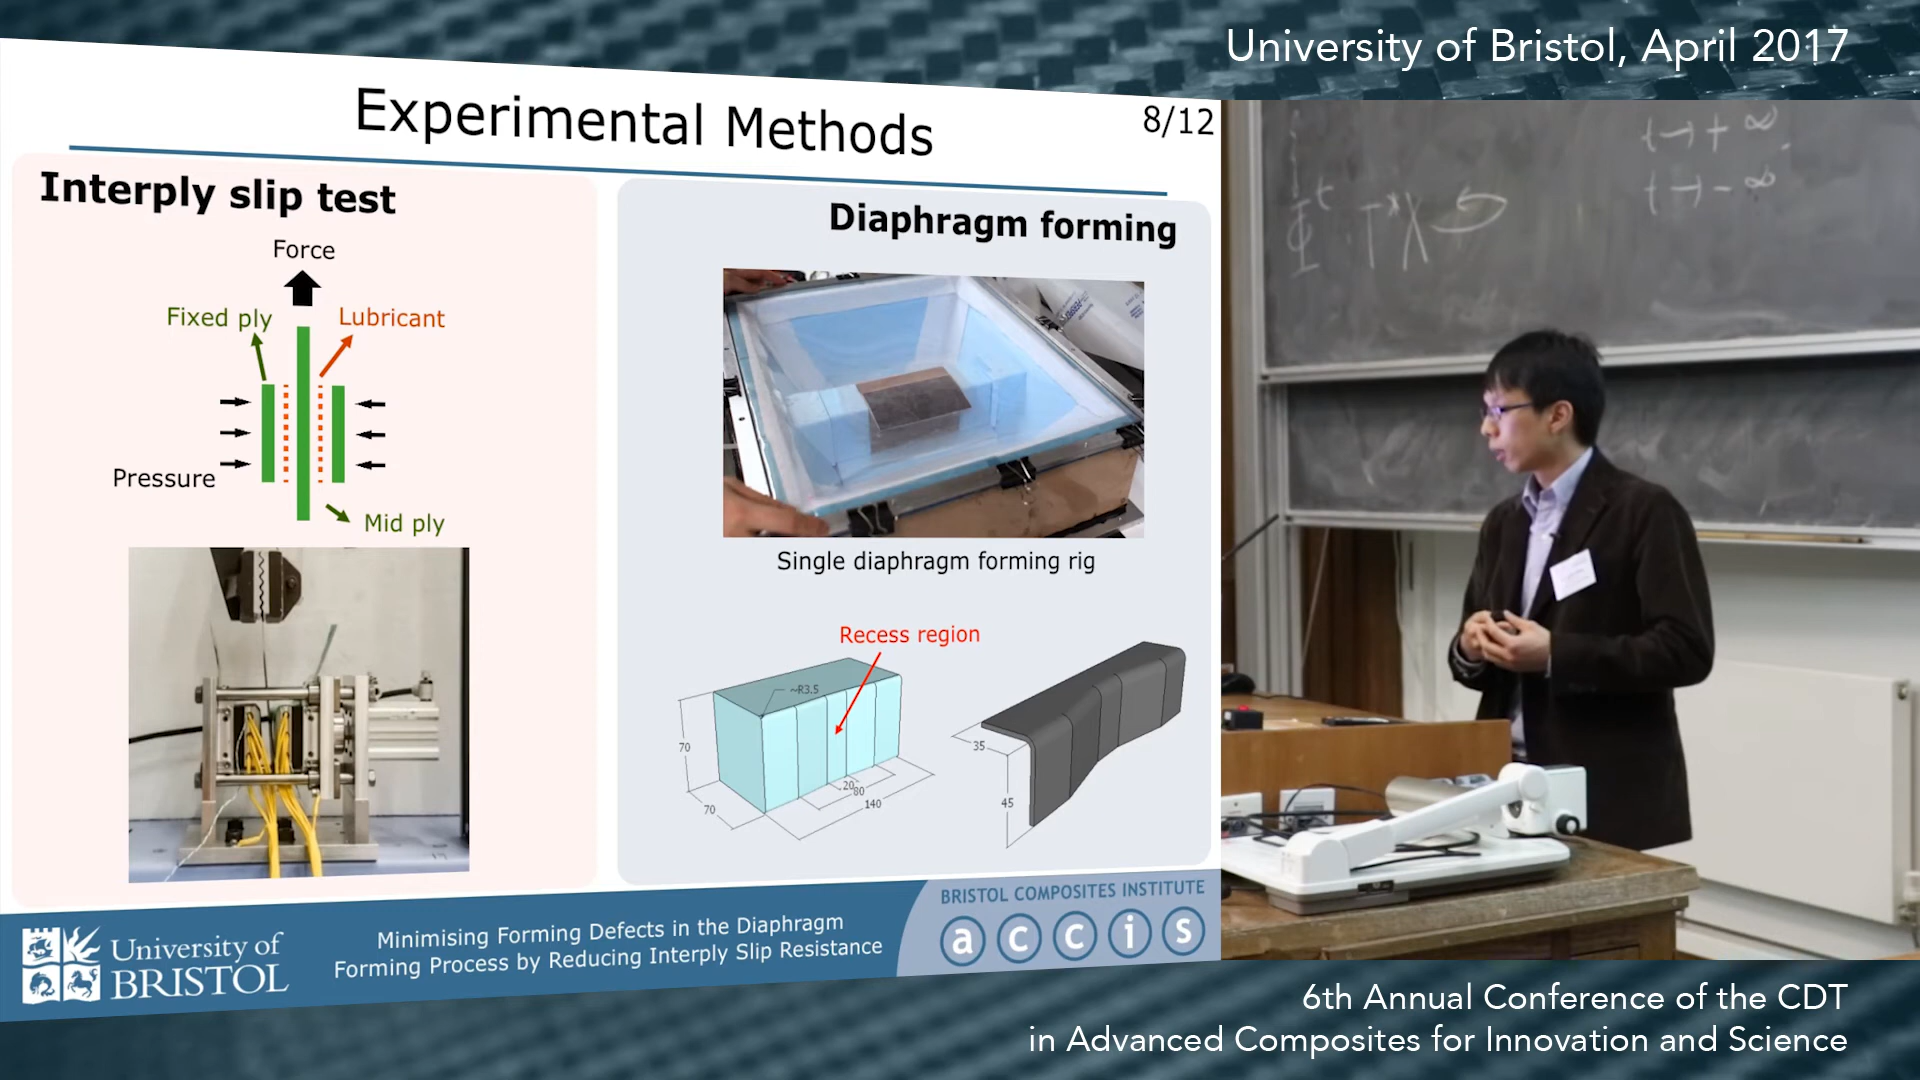 University of Bristol, April 2017
Experimental Methods
8/12
Interply slip test
Force
Fixed ply
Lubricant
Pressure
Mid ply
Diaphragm forming
Single diaphragm forming rig
Recess region
~R3.5
70
70
20
80
140
35
45
University of
BRISTOL
Minimising Forming Defects in the Diaphragm
Forming Process by Reducing Interply Slip Resistance
BRISTOL COMPOSITES INSTITUTE
accis
t→+∞
t→-∞
6th Annual Conference of the CDT
in Advanced Composites for Innovation and Science